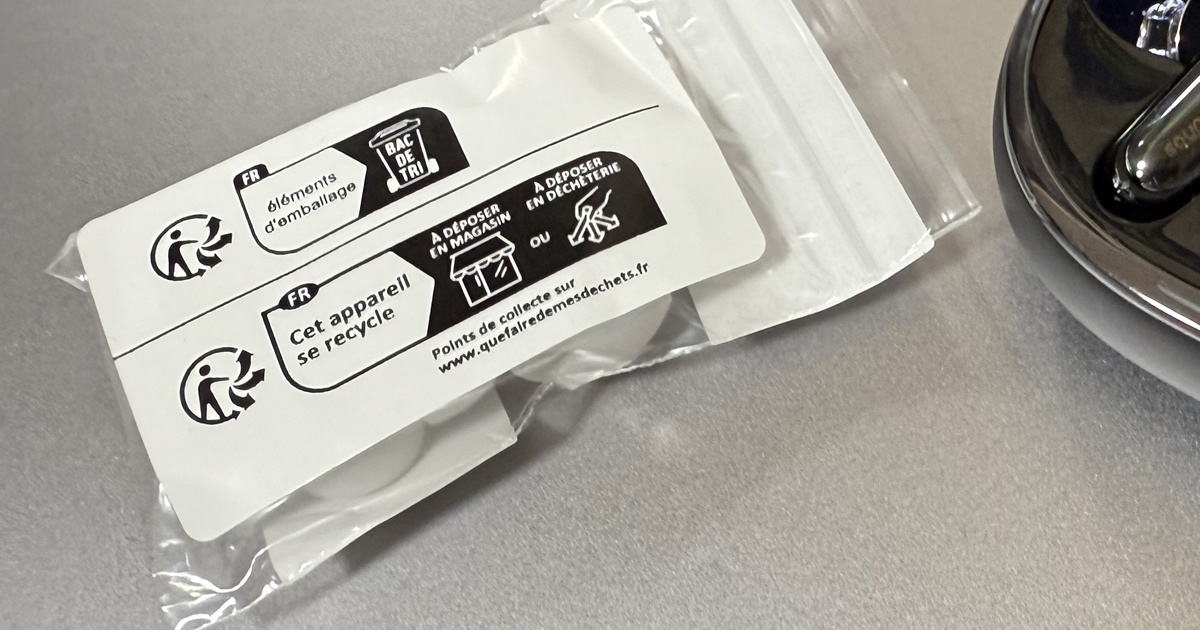 FR
éléments
d'emballage
BAC
DE
TRI
FR
Cet appareil
se recycle
À DÉPOSER
EN MAGASIN
OU
À DÉPOSER
EN DÉCHÈTERIE
Points de collecte sur
www.quefairedemesdechets.fr